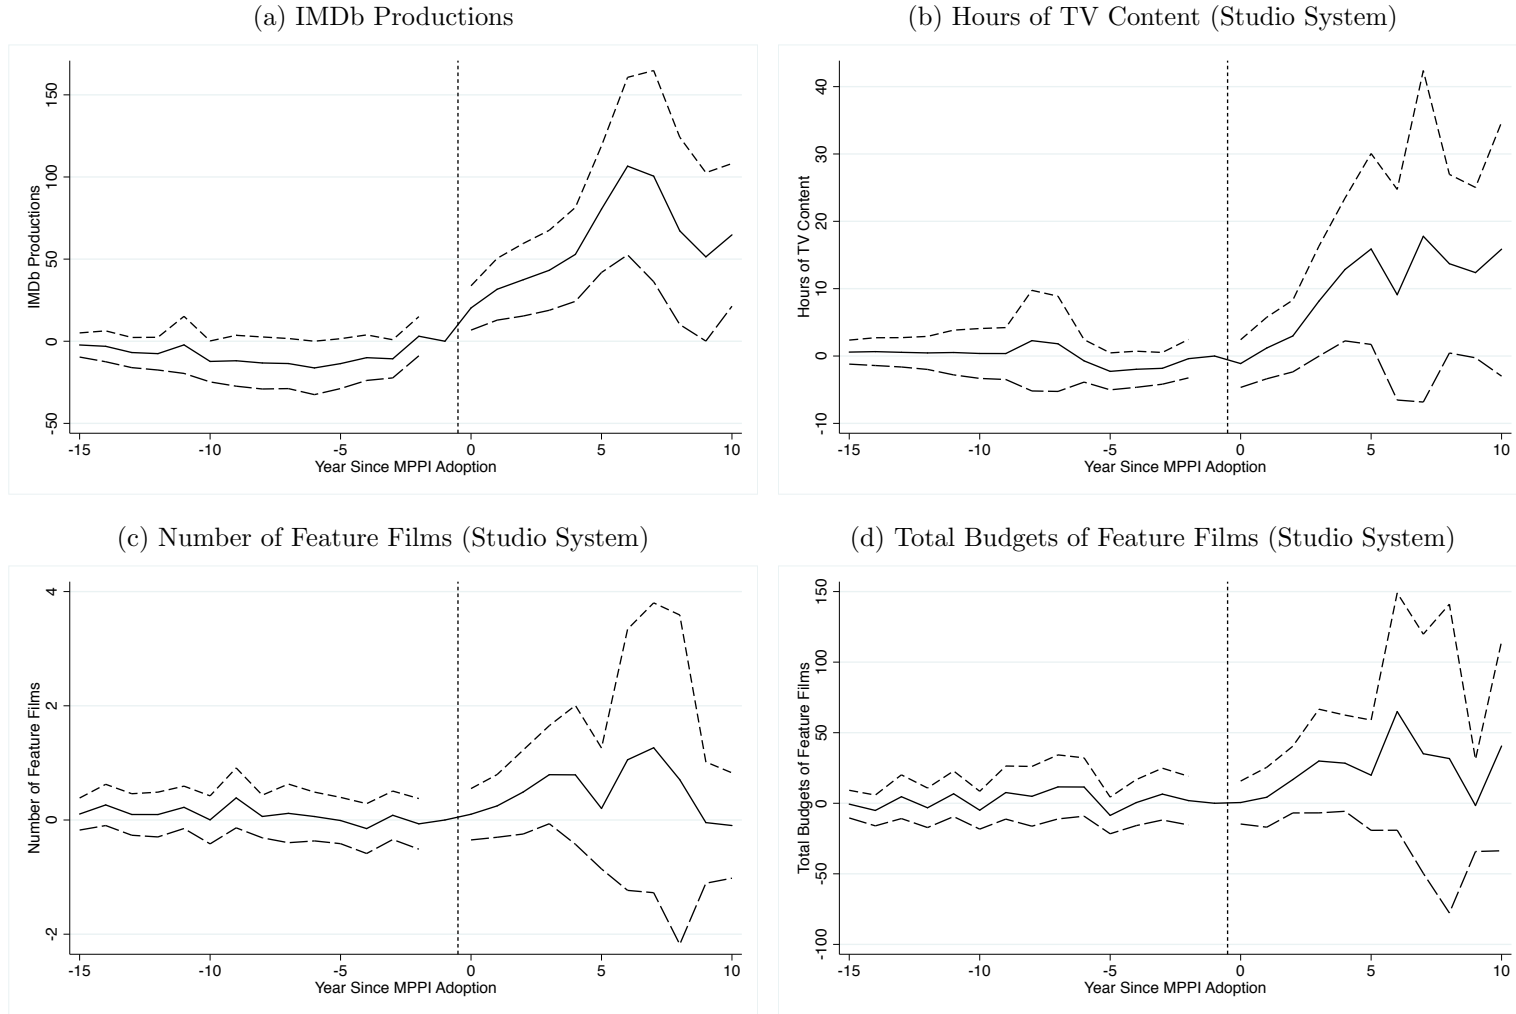 (a) IMDb Productions
IMDb Productions
150
100
50
0
-50
-15 -10 -5 0 5 10
Year Since MPPI Adoption
(b) Hours of TV Content (Studio System)
Hours of TV Content
40
30
20
10
0
-10
-15 -10 -5 0 5 10
Year Since MPPI Adoption
(c) Number of Feature Films (Studio System)
Number of Feature Films
4
2
0
-2
-15 -10 -5 0 5 10
Year Since MPPI Adoption
(d) Total Budgets of Feature Films (Studio System)
Total Budgets of Feature Films
150
100
50
0
-50
-100
-15 -10 -5 0 5 10
Year Since MPPI Adoption